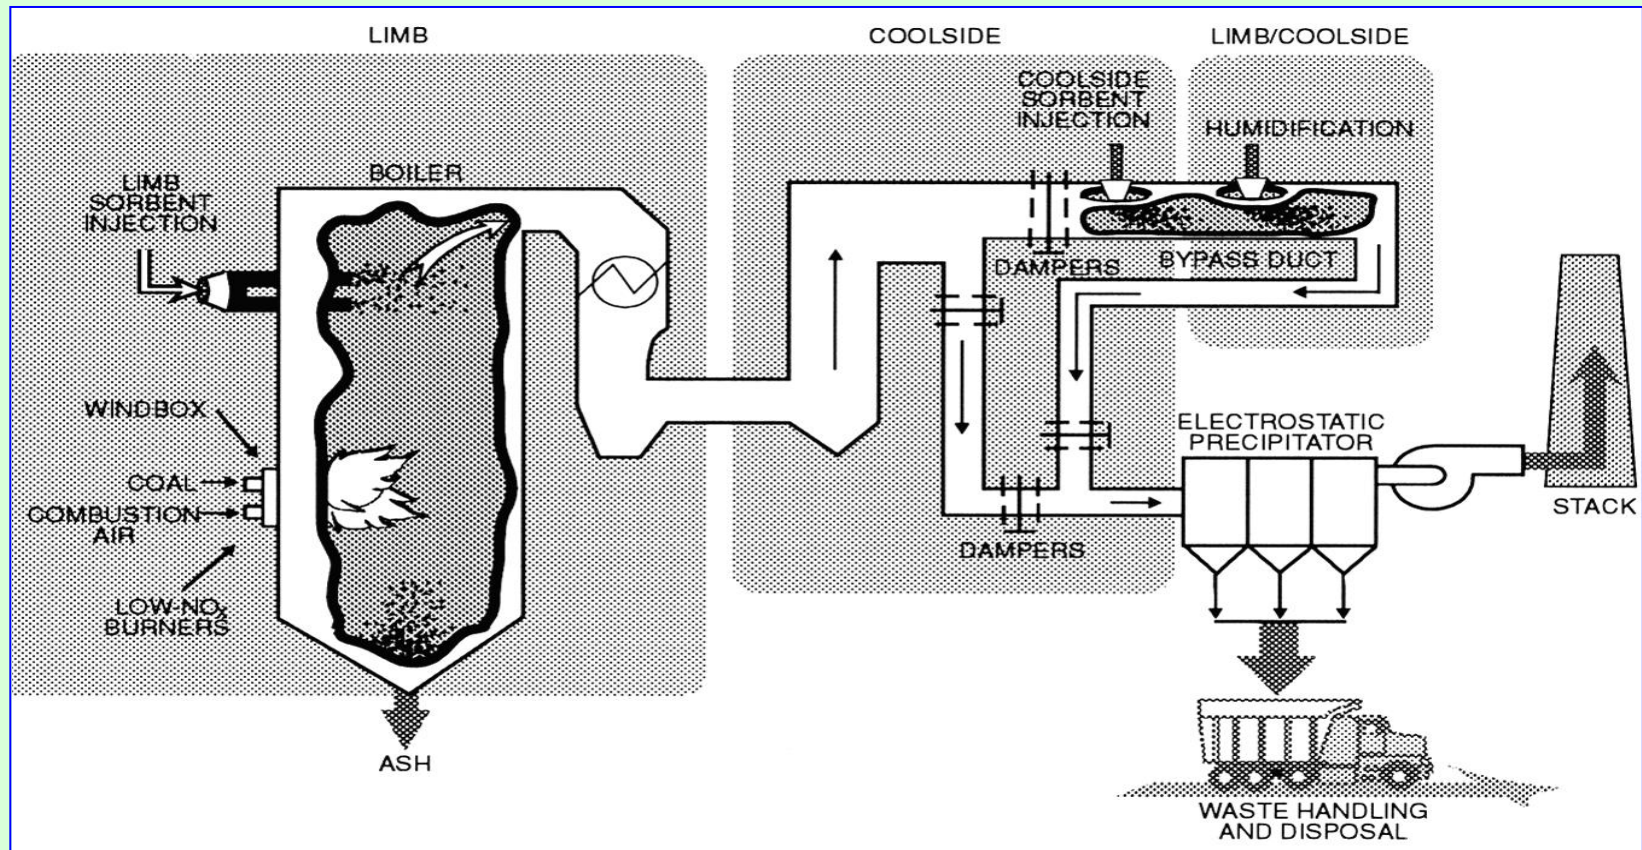 LIMB
COOLSIDE
LIMB/COOLSIDE
COOLSIDE
SORBENT
INJECTION
HUMIDIFICATION
BOILER
LIMB
SORBENT
INJECTION
DAMPERS
BYPASS DUCT
WINDBOX
COAL
COMBUSTION
AIR
LOW-NOx
BURNERS
ELECTROSTATIC
PRECIPITATOR
STACK
DAMPERS
ASH
WASTE HANDLING
AND DISPOSAL